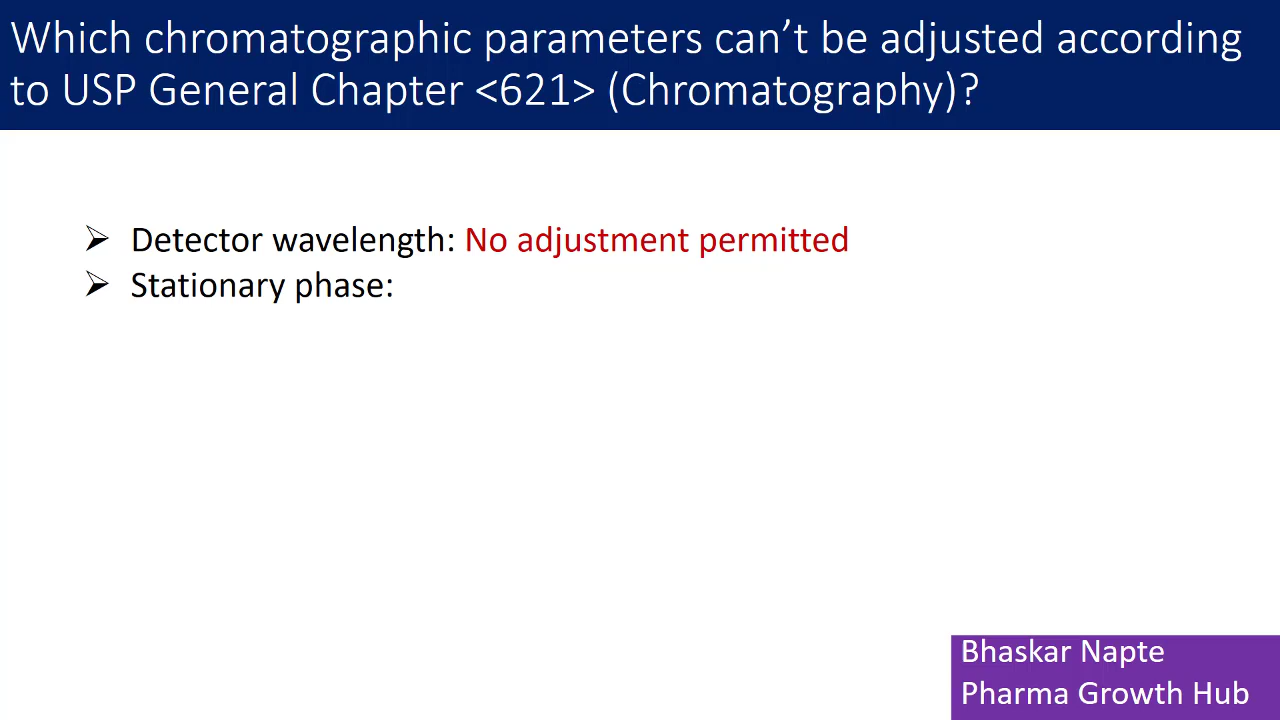 Which chromatographic parameters can’t be adjusted according
to USP General Chapter <621> (Chromatography)?
➢ Detector wavelength: No adjustment permitted
➢ Stationary phase:
Bhaskar Napte
Pharma Growth Hub